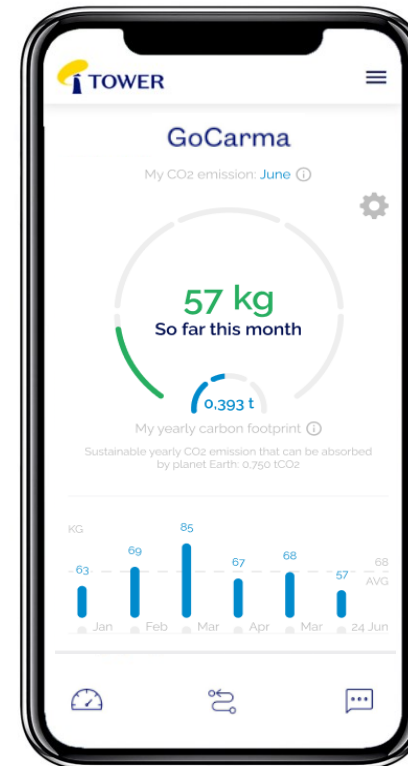 TOWER
GoCarma
My CO2 emission: June
57 kg
So far this month
0,393 t
My yearly carbon footprint
Sustainable yearly CO2 emission that can be absorbed
by planet Earth: 0,750 tCO2
KG
63
69
85
67
68
57
68
AVG
Jan
Feb
Mar
Apr
Mar
24 Jun